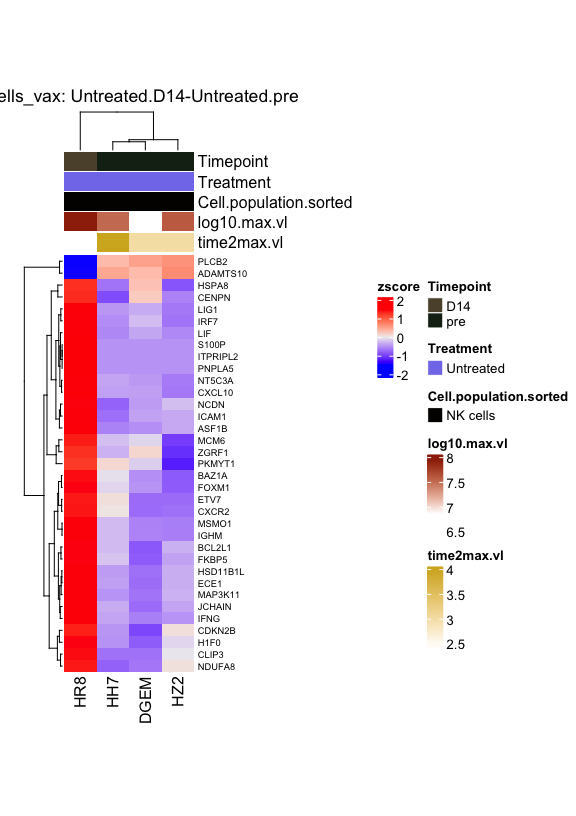 ells_vax: Untreated.D14-Untreated.pre
Timepoint
Treatment
Cell.population.sorted
log10.max.vl
time2max.vl
PLCB2
ADAMTS10
HSPA8
CENPN
LIG1
IRF7
LIF
S100P
ITPRIPL2
PNPLA5
NT5C3A
CXCL10
NCDN
ICAM1
ASF1B
MCM6
ZGRF1
PKMYT1
BAZ1A
FOXM1
ETV7
CXCR2
MSMO1
IGHM
BCL2L1
FKBP5
HSD11B1L
ECE1
MAP3K11
JCHAIN
IFNG
CDKN2B
H1F0
CLIP3
NDUFA8
HR8
HH7
DGEM
HZ2
zscore
2
1
0
-1
-2
Timepoint
D14
pre
Treatment
Untreated
Cell.population.sorted
NK cells
log10.max.vl
8
7.5
7
6.5
time2max.vl
4
3.5
3
2.5